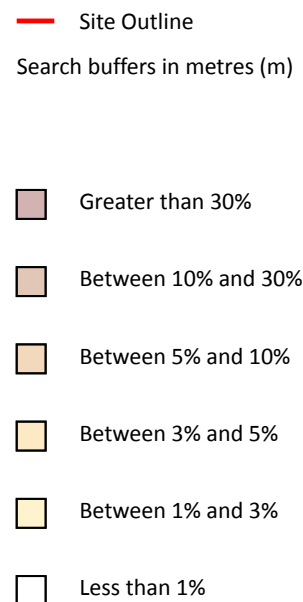 Site Outline
Search buffers in metres (m)
Greater than 30%
Between 10% and 30%
Between 5% and 10%
Between 3% and 5%
Between 1% and 3%
Less than 1%